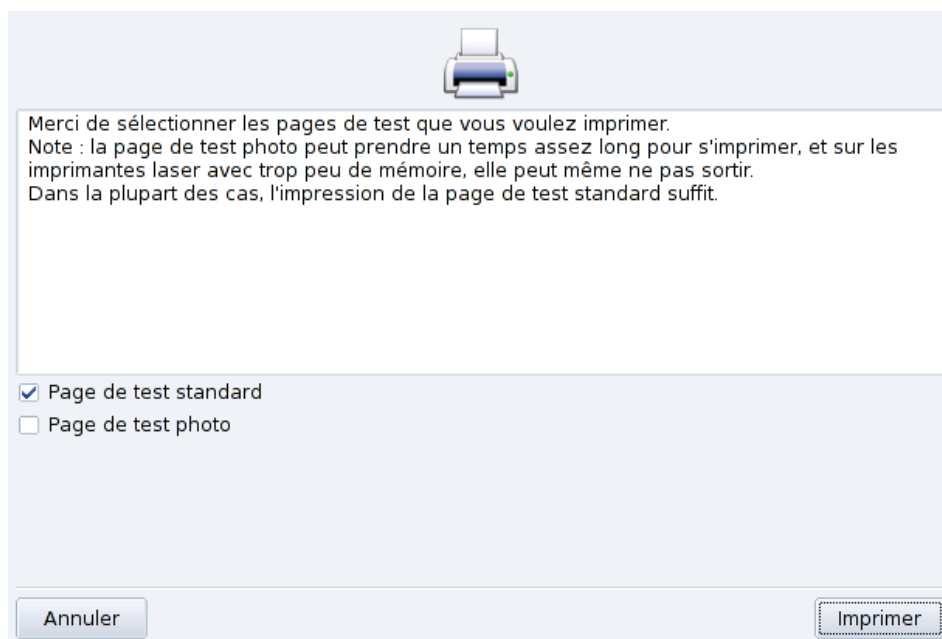 Merci de sélectionner les pages de test que vous voulez imprimer.
Note : la page de test photo peut prendre un temps assez long pour s'imprimer, et sur les
imprimantes laser avec trop peu de mémoire, elle peut même ne pas sortir.
Dans la plupart des cas, l'impression de la page de test standard suffit.
Page de test standard
Page de test photo
Annuler
Imprimer